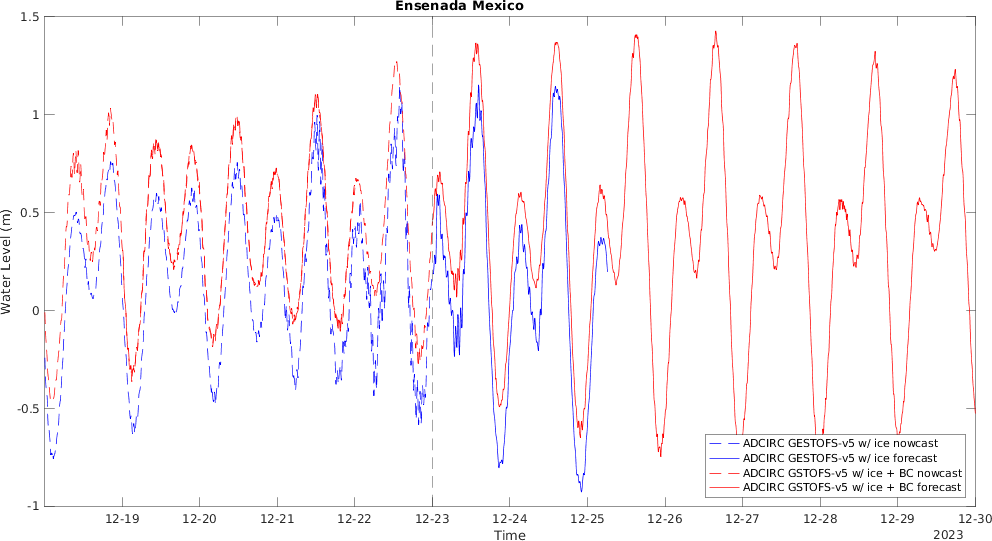 Ensenada Mexico
1.5
1
0.5
0
-0.5
-1
Water Level (m)
ADCIRC GESTOFS-v5 w/ ice nowcast
ADCIRC GESTOFS-v5 w/ ice forecast
ADCIRC GSTOFS-v5 w/ ice + BC nowcast
ADCIRC GSTOFS-v5 w/ ice + BC forecast
12-19 12-20 12-21 12-22 12-23 12-24 12-25 12-26 12-27 12-28 12-29 12-30
Time
2023